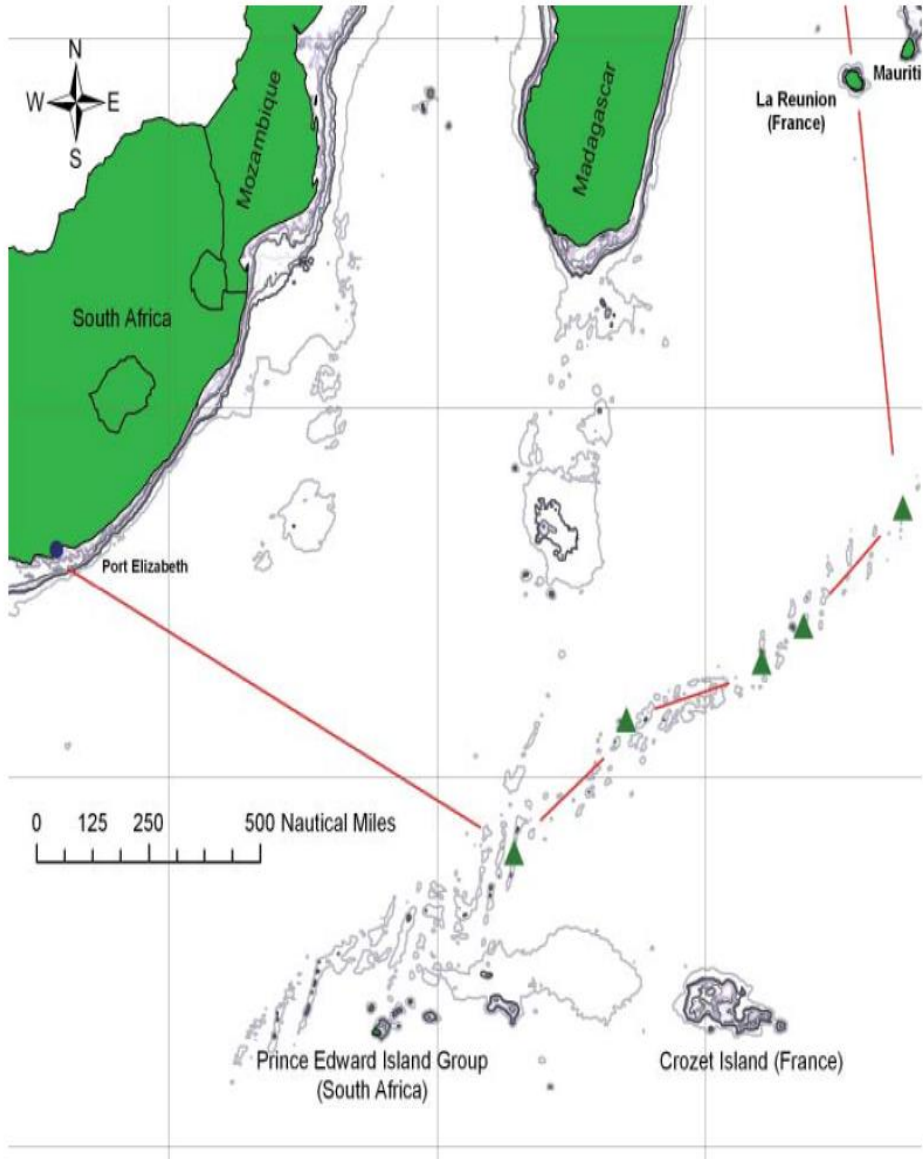 N
W E
S
Mozambique
Madagascar
Mauriti
La Reunion
(France)
South Africa
Port Elizabeth
0 125 250 500 Nautical Miles
Prince Edward Island Group
(South Africa)
Crozet Island (France)